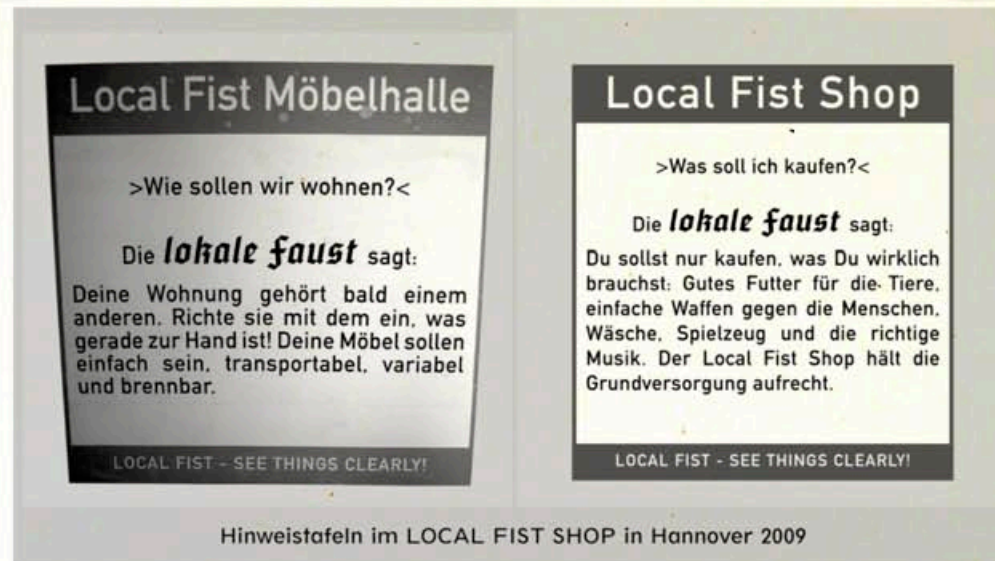 Local Fist Möbelhalle
>Wie sollen wir wohnen?<
Die lokale Faust sagt:
Deine Wohnung gehört bald einem
anderen. Richte sie mit dem ein, was
gerade zur Hand ist! Deine Möbel sollen
einfach sein, transportabel, variabel
und brennbar.
LOCAL FIST - SEE THINGS CLEARLY!
Local Fist Shop
>Was soll ich kaufen?<
Die lokale Faust sagt:
Du sollst nur kaufen, was Du wirklich
brauchst: Gutes Futter für die Tiere,
einfache Waffen gegen die Menschen,
Wäsche, Spielzeug und die richtige
Musik. Der Local Fist Shop hält die
Grundversorgung aufrecht.
LOCAL FIST - SEE THINGS CLEARLY!
Hinweistafeln im LOCAL FIST SHOP in Hannover 2009